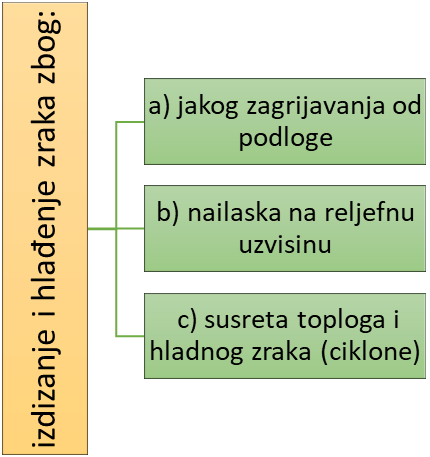 izdizanje i hlađenje zraka zbog:
a) jakog zagrijavanja od
podloge
b) nailaska na reljefnu
uzvisinu
c) susreta toploga i
hladnog zraka (ciklone)